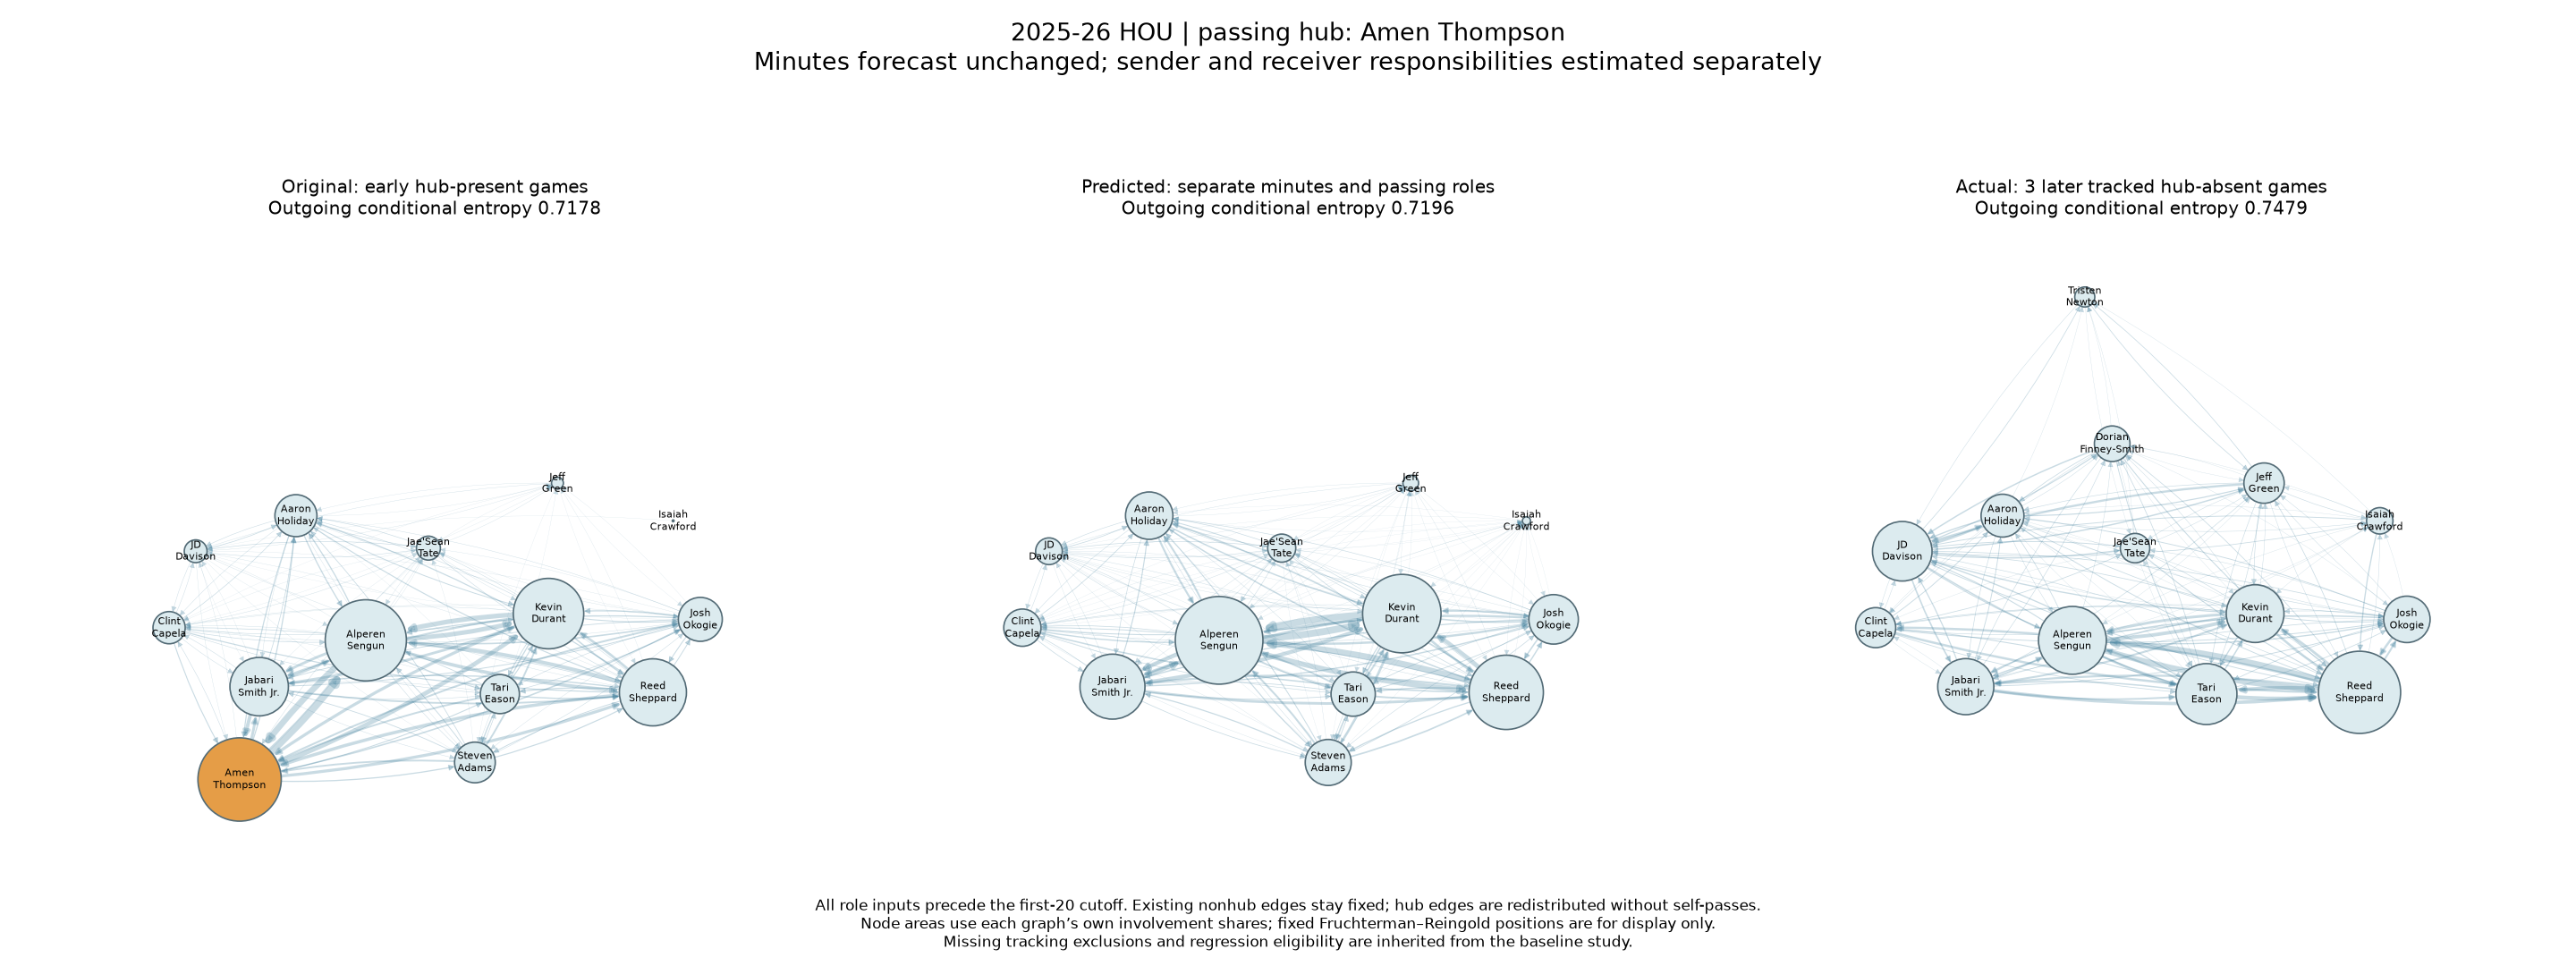 2025-26 HOU | passing hub: Amen Thompson
Minutes forecast unchanged; sender and receiver responsibilities estimated separately
Original: early hub-present games
Outgoing conditional entropy 0.7178
Jeff
Green
Aaron
Holiday
Isaiah
Crawford
JD
Davison
Jae'Sean
Tate
Kevin
Durant
Josh
Okogie
Clint
Capela
Alperen
Sengun
Jabari
Smith Jr.
Tari
Eason
Reed
Sheppard
Steven
Adams
Amen
Thompson
Predicted: separate minutes and passing roles
Outgoing conditional entropy 0.7196
Jeff
Green
Aaron
Holiday
Isaiah
Crawford
JD
Davison
Jae'Sean
Tate
Kevin
Durant
Josh
Okogie
Clint
Capela
Alperen
Sengun
Jabari
Smith Jr.
Tari
Eason
Reed
Sheppard
Steven
Adams
Actual: 3 later tracked hub-absent games
Outgoing conditional entropy 0.7479
Tristen
Newton
Dorian
Finney-Smith
Jeff
Green
Aaron
Holiday
Isaiah
Crawford
JD
Davison
Jae'Sean
Tate
Kevin
Durant
Josh
Okogie
Clint
Capela
Alperen
Sengun
Jabari
Smith Jr.
Tari
Eason
Reed
Sheppard
All role inputs precede the first-20 cutoff. Existing nonhub edges stay fixed; hub edges are redistributed without self-passes.
Node areas use each graph’s own involvement shares; fixed Fruchterman–Reingold positions are for display only.
Missing tracking exclusions and regression eligibility are inherited from the baseline study.